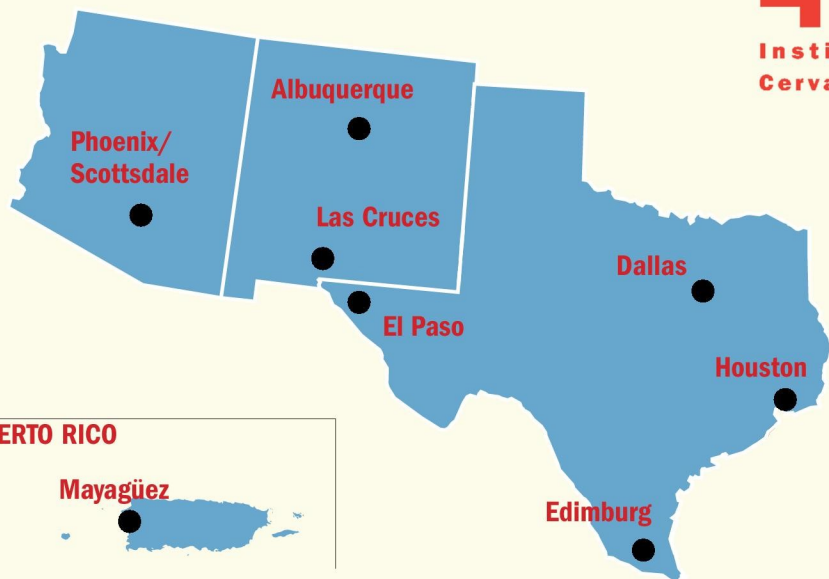 Insti
Cerva
Albuquerque
Phoenix/
Scottsdale
Las Cruces
Dallas
El Paso
Houston
ERTO RICO
Mayagüez
Edimburg